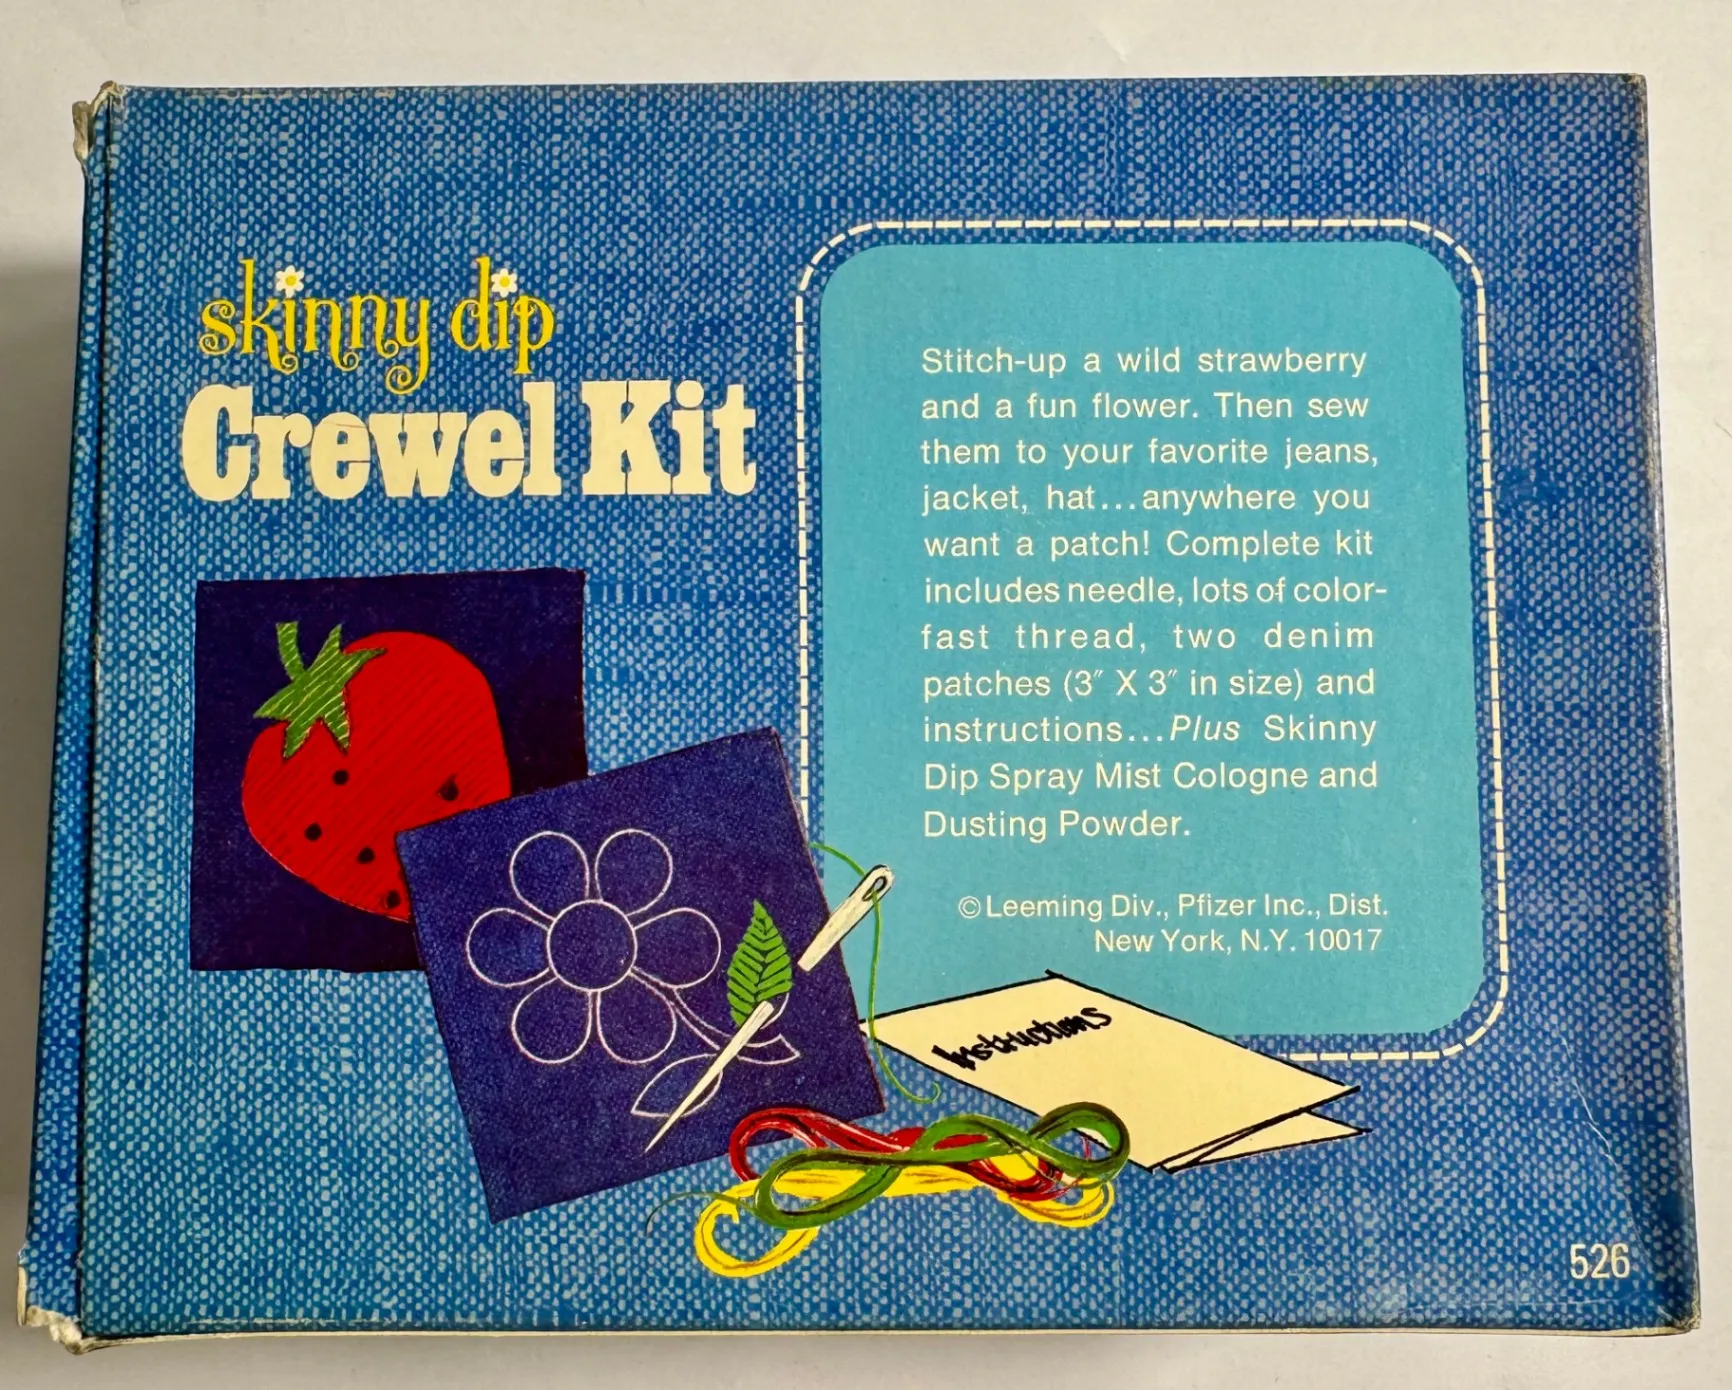 skinny dip
Crewel Kit
Stitch-up a wild strawberry
and a fun flower. Then sew
them to your favorite jeans,
jacket, hat...anywhere you
want a patch! Complete kit
includes needle, lots of color-
fast thread, two denim
patches (3″ X 3″ in size) and
instructions...Plus Skinny
Dip Spray Mist Cologne and
Dusting Powder.
© Leeming Div., Pfizer Inc., Dist.
New York, N.Y. 10017
Instructions
526